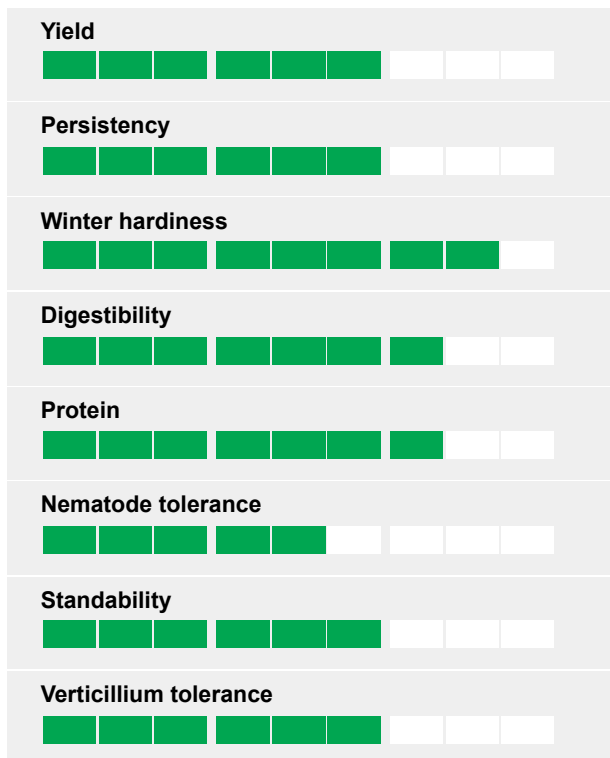 Yield
Persistency
Winter hardiness
Digestibility
Protein
Nematode tolerance
Standability
Verticillium tolerance